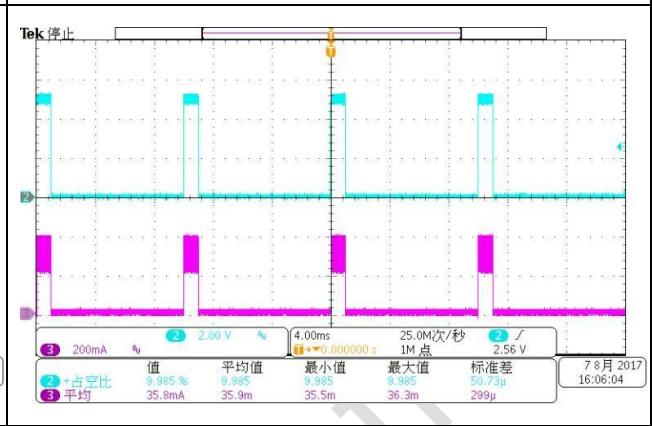 Tek 停止
T
T
2
3
2 2.00 V 4.00ms 25.0M次/秒 2
3 200mA T→▼0.000000 s 1M 点 2.56 V
值 平均值 最小值 最大值 标准差
2 +占空比 9.985 % 9.985 9.985 9.985 50.73μ
3 平均 35.8mA 35.9m 35.5m 36.3m 299μ
7 8月 2017
16:06:04